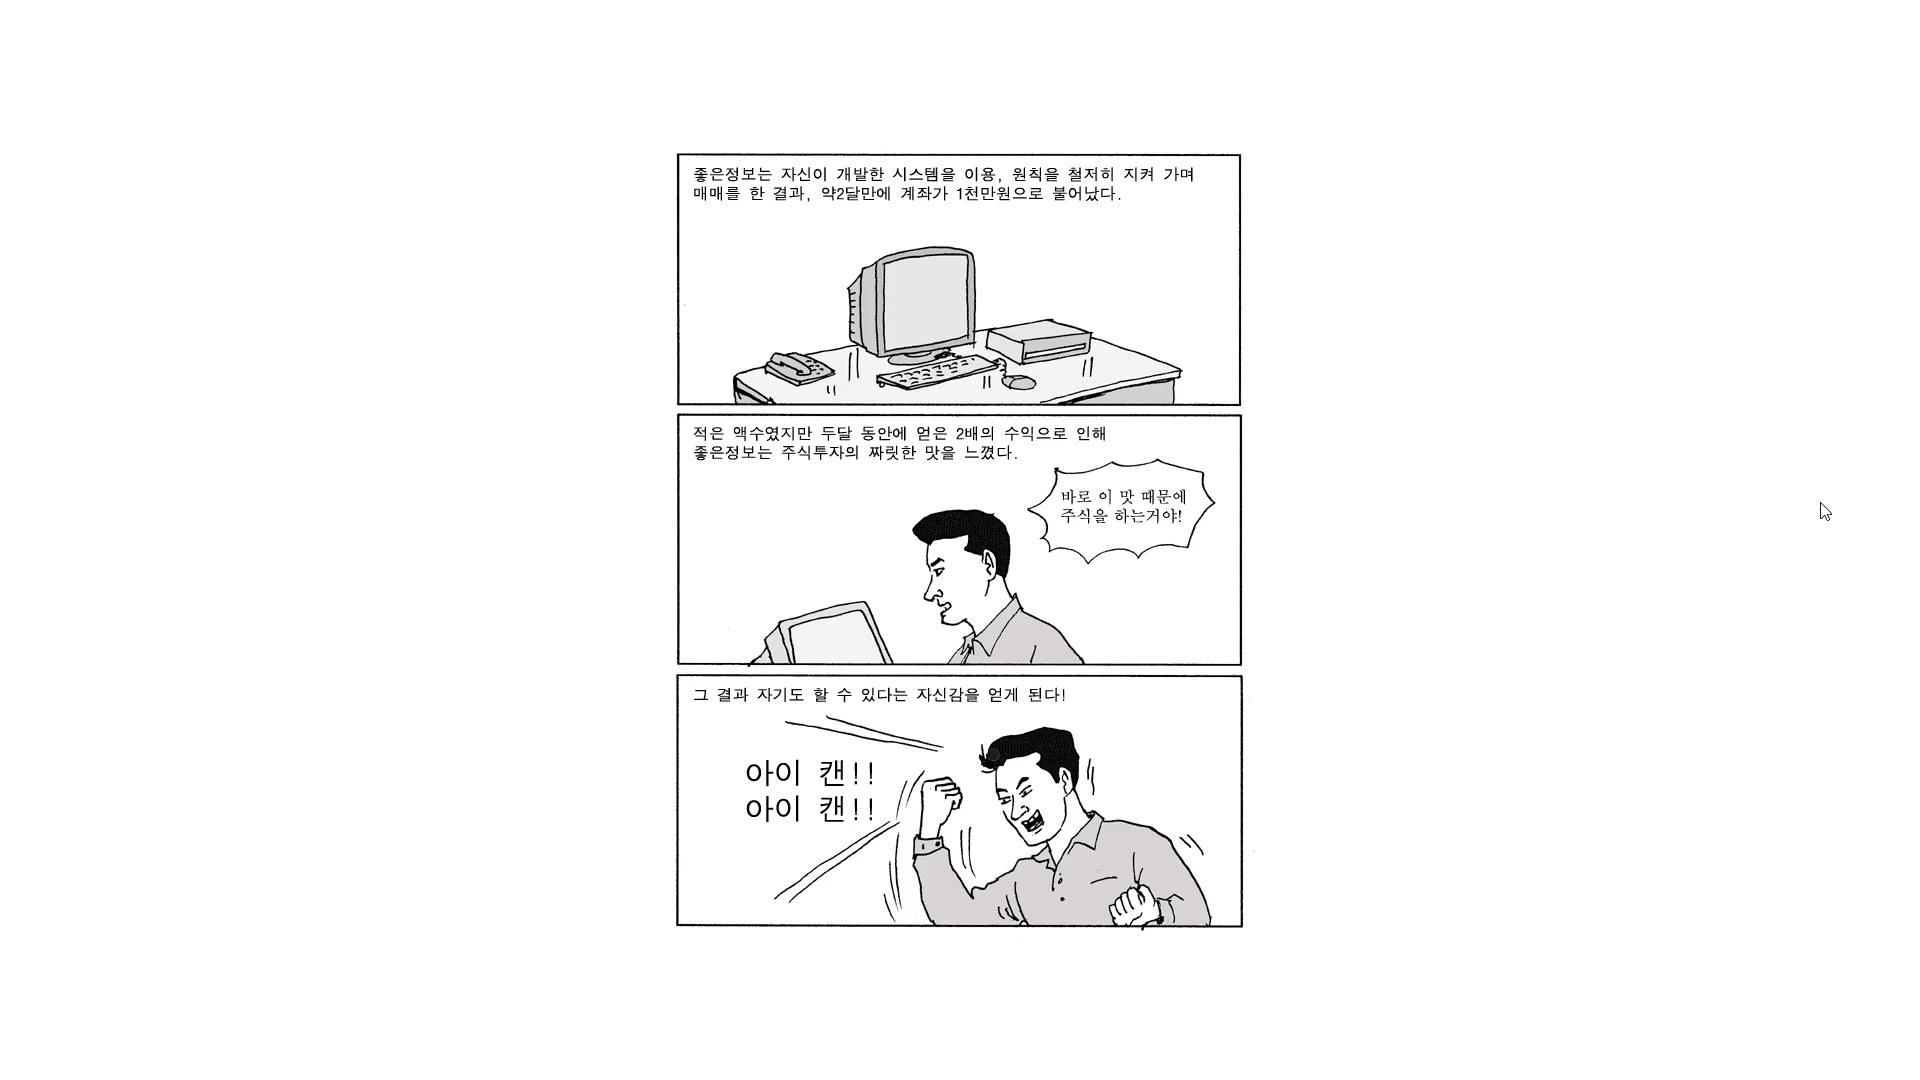 좋은정보는 자신이 개발한 시스템을 이용, 원칙을 철저히 지켜 가며
매매를 한 결과, 약2달만에 계좌가 1천만원으로 불어났다.
적은 액수였지만 두달 동안에 얻은 2배의 수익으로 인해
좋은정보는 주식투자의 짜릿한 맛을 느꼈다.
바로 이 맛 때문에
주식을 하는거야!
그 결과 자기도 할 수 있다는 자신감을 얻게 된다!
아이 캔!!
아이 캔!!